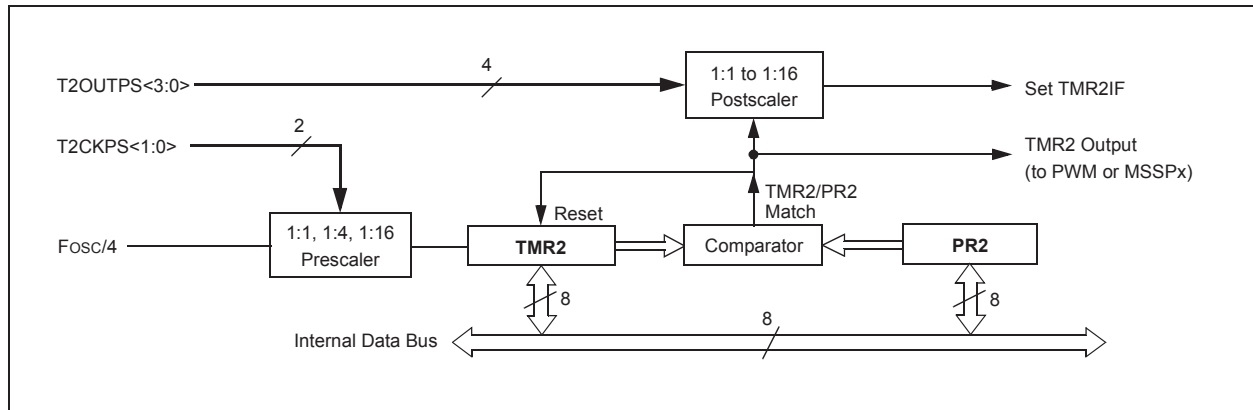 T2OUTPS<3:0>
4
1:1 to 1:16
Postscaler
Set TMR2IF
T2CKPS<1:0>
2
TMR2 Output
(to PWM or MSSPx)
TMR2/PR2
Match
Reset
FOSC/4
1:1, 1:4, 1:16
Prescaler
TMR2
Comparator
PR2
8
8
8
Internal Data Bus